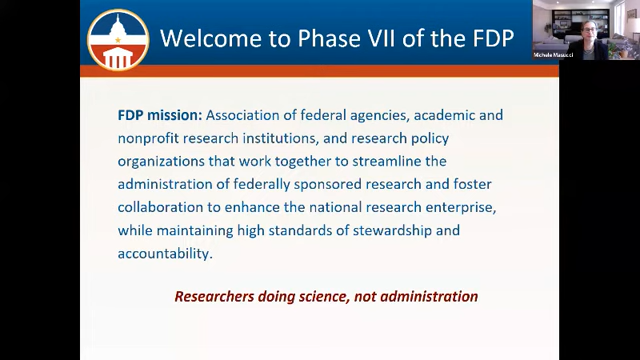 Welcome to Phase VII of the FDP
Michele Masucci
FDP mission: Association of federal agencies, academic and
nonprofit research institutions, and research policy
organizations that work together to streamline the
administration of federally sponsored research and foster
collaboration to enhance the national research enterprise,
while maintaining high standards of stewardship and
accountability.
Researchers doing science, not administration